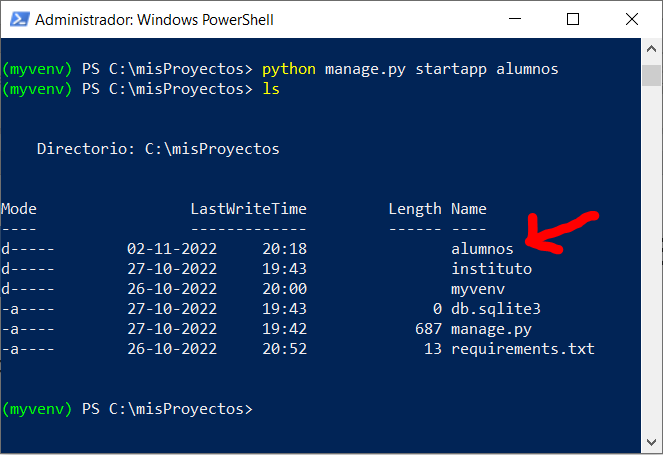 Administrador: Windows PowerShell
(myvenv) PS C:\misProyectos> python manage.py startapp alumnos
(myvenv) PS C:\misProyectos> ls
Directorio: C:\misProyectos
Mode LastWriteTime Length Name
---- ------------- ------ ----
d----- 02-11-2022 20:18 alumnos
d----- 27-10-2022 19:43 instituto
d----- 26-10-2022 20:00 myvenv
-a---- 27-10-2022 19:43 0 db.sqlite3
-a---- 27-10-2022 19:42 687 manage.py
-a---- 26-10-2022 20:52 13 requirements.txt
(myvenv) PS C:\misProyectos>